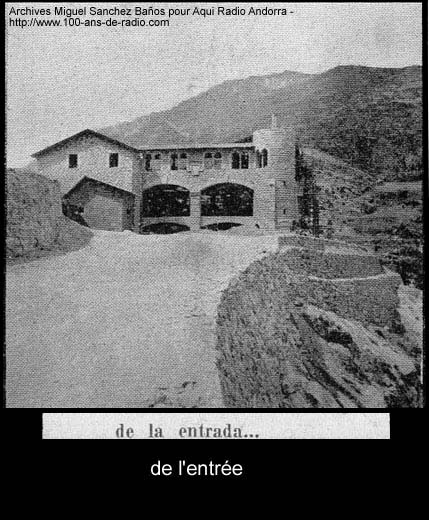 Archives Miguel Sanchez Baños pour Aqui Radio Andorra -
http://www.100-ans-de-radio.com
de la entrada...
de l'entrée